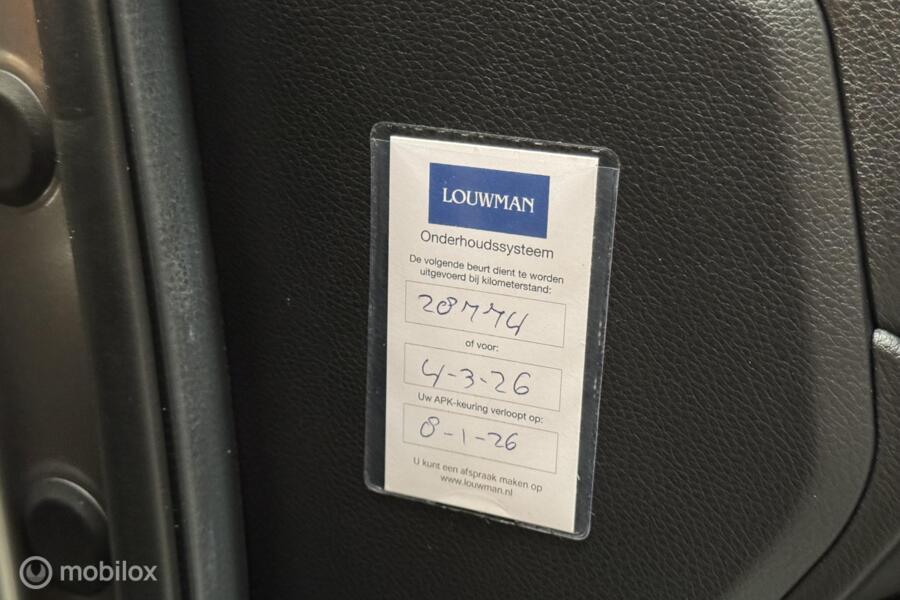 LOUWMAN
Onderhoudssysteem
De volgende beurt dient te worden
uitgevoerd bij kilometerstand:
28774
of voor:
4-3-26
Uw APK-keuring verloopt op:
8-1-26
U kunt een afspraak maken op
www.louwman.nl
mobilox